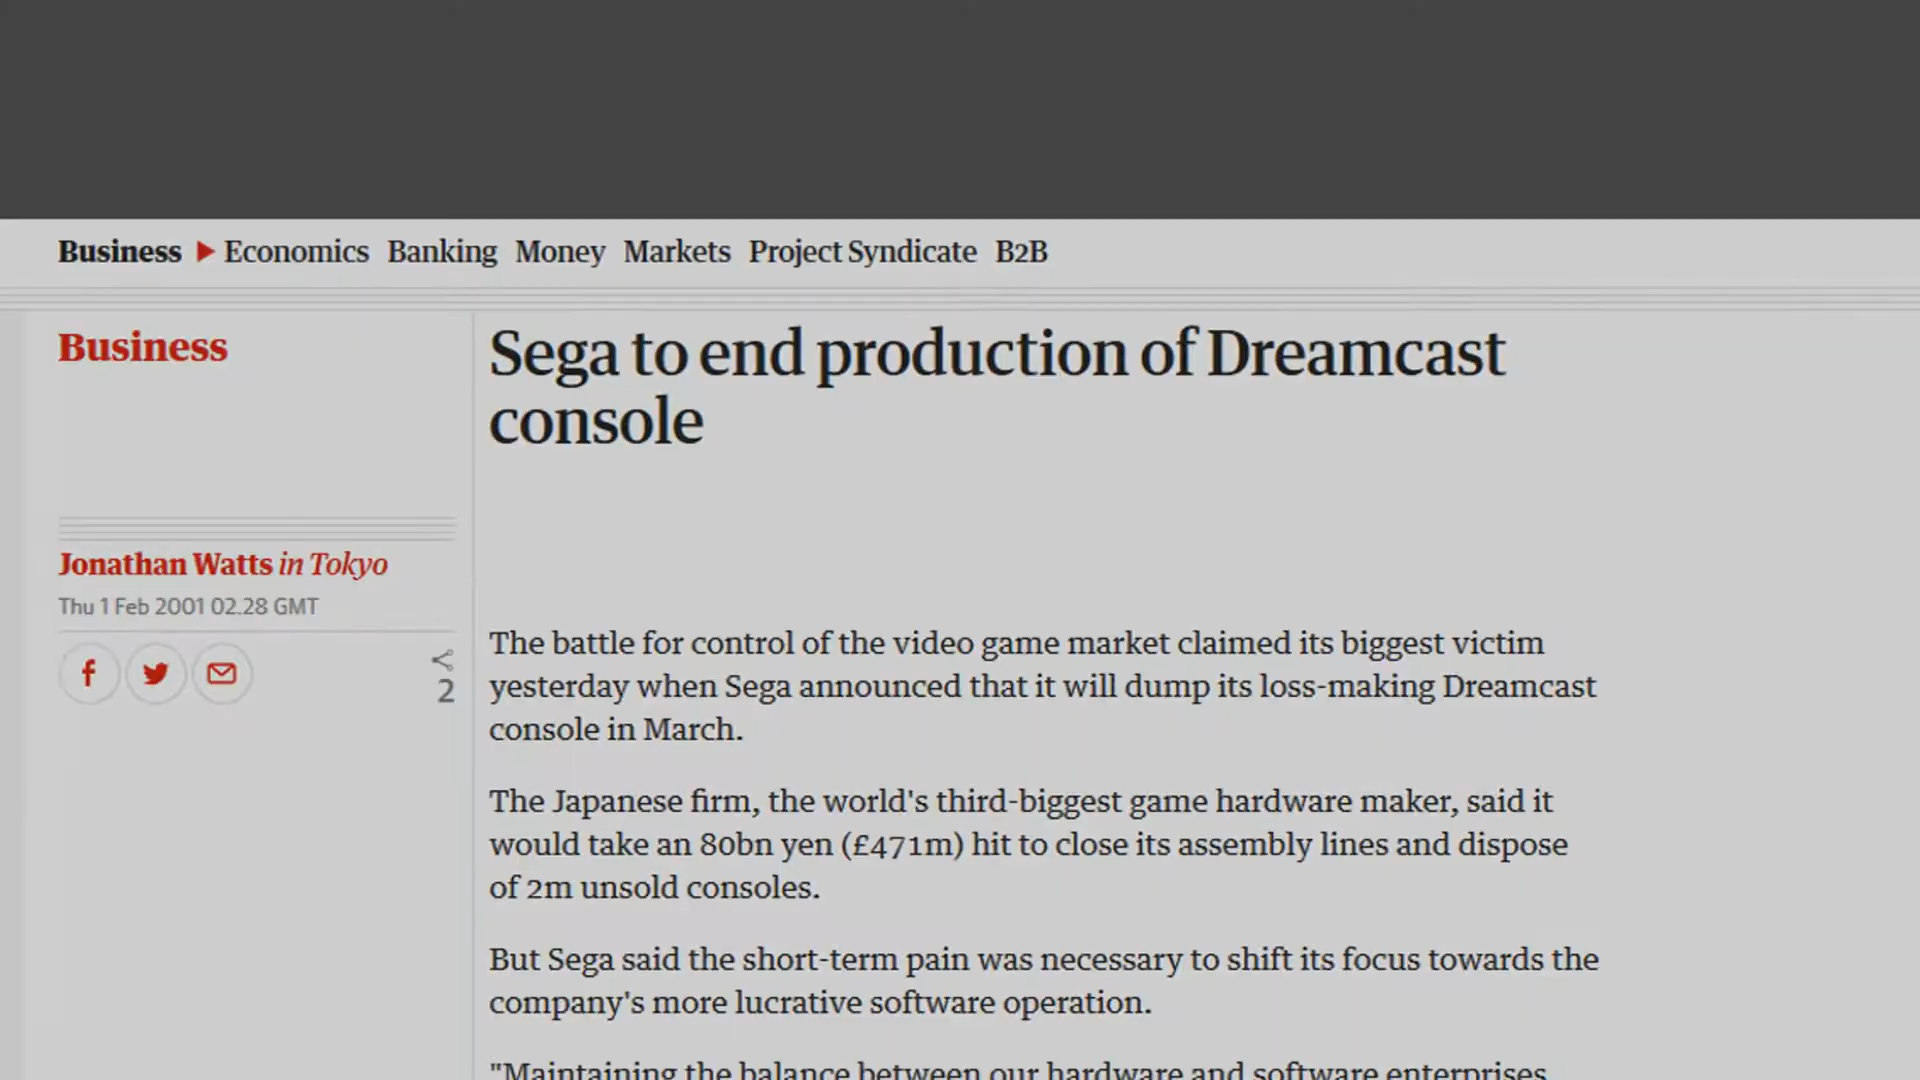 Business Economics Banking Money Markets Project Syndicate B2B
Business
Sega to end production of Dreamcast
console
Jonathan Watts in Tokyo
Thu 1 Feb 2001 02.28 GMT
2
The battle for control of the video game market claimed its biggest victim
yesterday when Sega announced that it will dump its loss-making Dreamcast
console in March.
The Japanese firm, the world's third-biggest game hardware maker, said it
would take an 80bn yen (£471m) hit to close its assembly lines and dispose
of 2m unsold consoles.
But Sega said the short-term pain was necessary to shift its focus towards the
company's more lucrative software operation.
"Maintaining the balance between our hardware and software enterprises